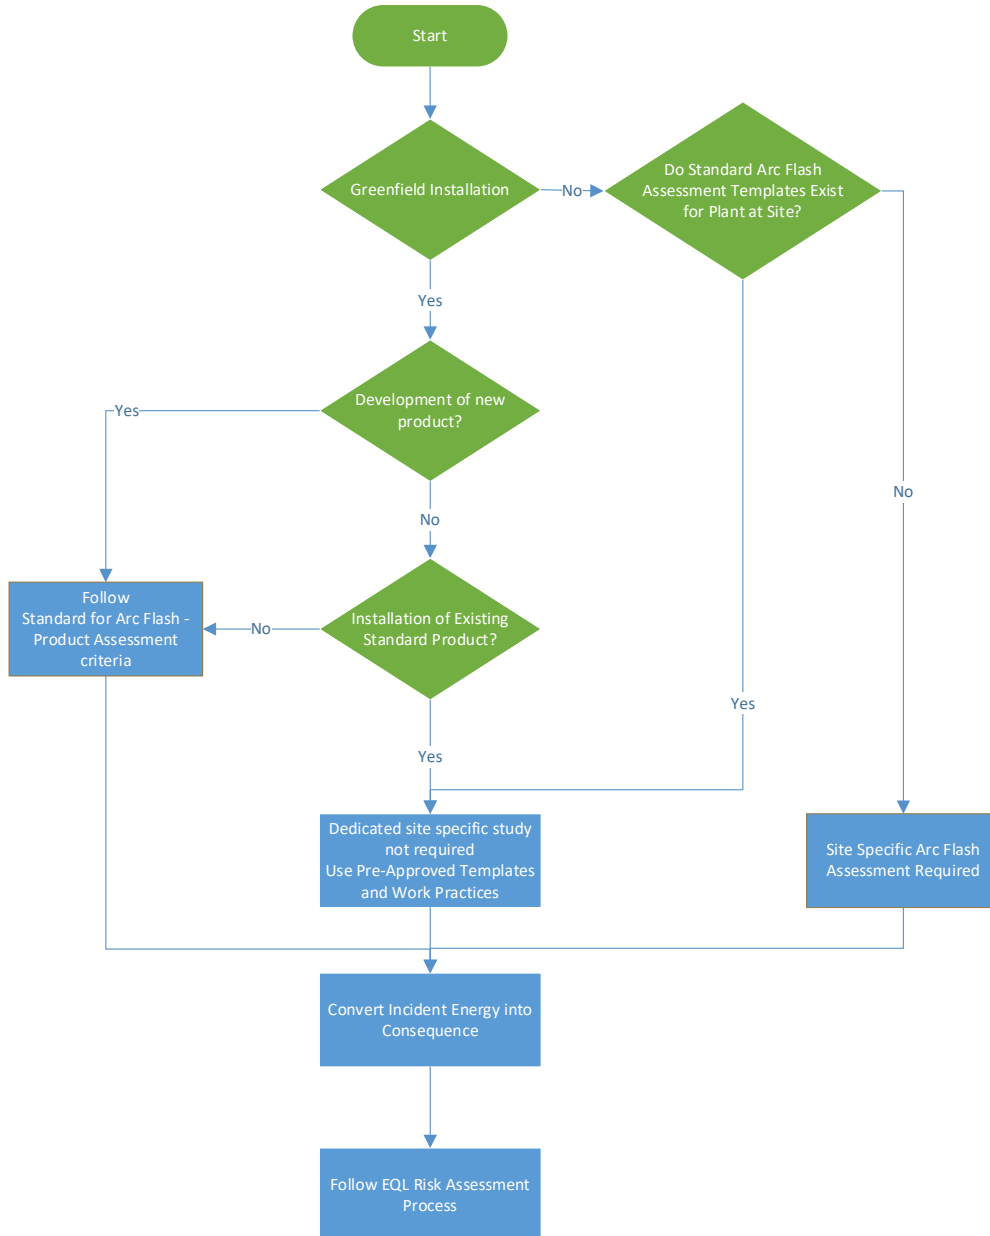 Start
Greenfield Installation
No
Do Standard Arc Flash
Assessment Templates Exist
for Plant at Site?
Yes
Development of new
product?
Yes
No
No
Follow
Standard for Arc Flash -
Product Assessment
criteria
No
Installation of Existing
Standard Product?
Yes
Yes
Dedicated site specific study
not required
Use Pre-Approved Templates
and Work Practices
Site Specific Arc Flash
Assessment Required
Convert Incident Energy into
Consequence
Follow EQL Risk Assessment
Process